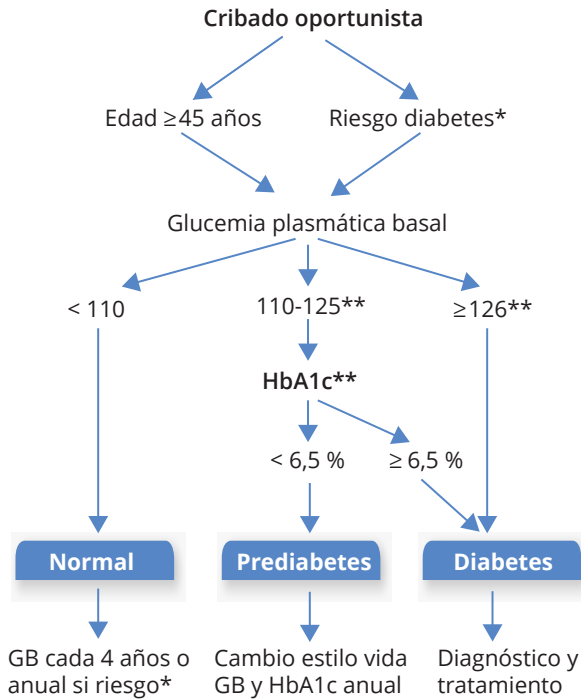 Cribado oportunista
Edad ≥45 años
Riesgo diabetes*
Glucemia plasmática basal
< 110
110-125**
≥126**
HbA1c**
< 6,5 %
≥ 6,5 %
Normal
Prediabetes
Diabetes
GB cada 4 años o
anual si riesgo*
Cambio estilo vida
GB y HbA1c anual
Diagnóstico y
tratamiento